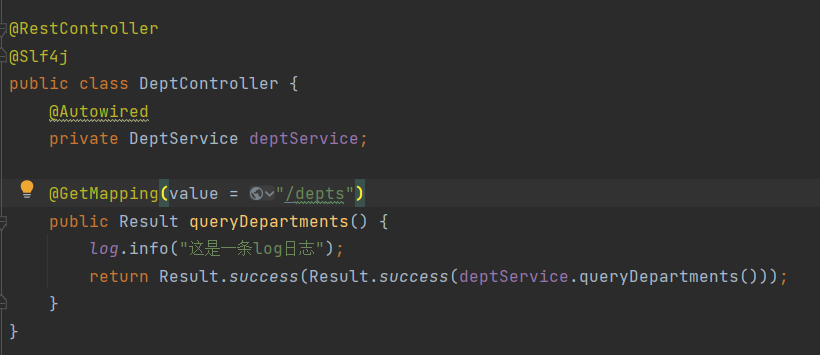 @RestController
@Slf4j
public class DeptController {
@Autowired
private DeptService deptService;
@GetMapping(value = "/depts")
public Result queryDepartments() {
log.info("这是一条log日志");
return Result.success(Result.success(deptService.queryDepartments()));
}
}